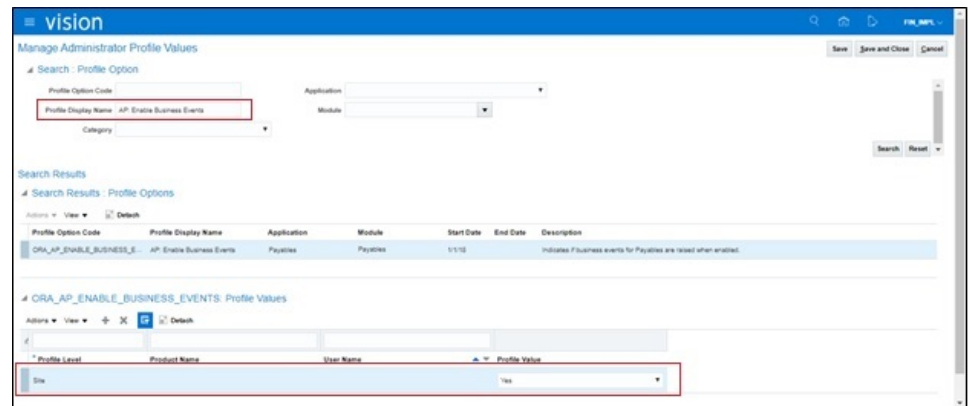 vision
FIN_IMPL
Manage Administrator Profile Values
Save Save and Close Cancel
Search : Profile Option
Profile Option Code Application
Profile Display Name AP: Enable Business Events Module
Category
Search Reset
Search Results
Search Results : Profile Options
Actions View Detach
Profile Option Code Profile Display Name Application Module Start Date End Date Description
ORA_AP_ENABLE_BUSINESS_E... AP: Enable Business Events Payables Payables 1/1/10 Indicates if business events for Payables are raised when enabled.
ORA_AP_ENABLE_BUSINESS_EVENTS: Profile Values
Actions View Detach
* Profile Level Product Name User Name Profile Value
Site Yes